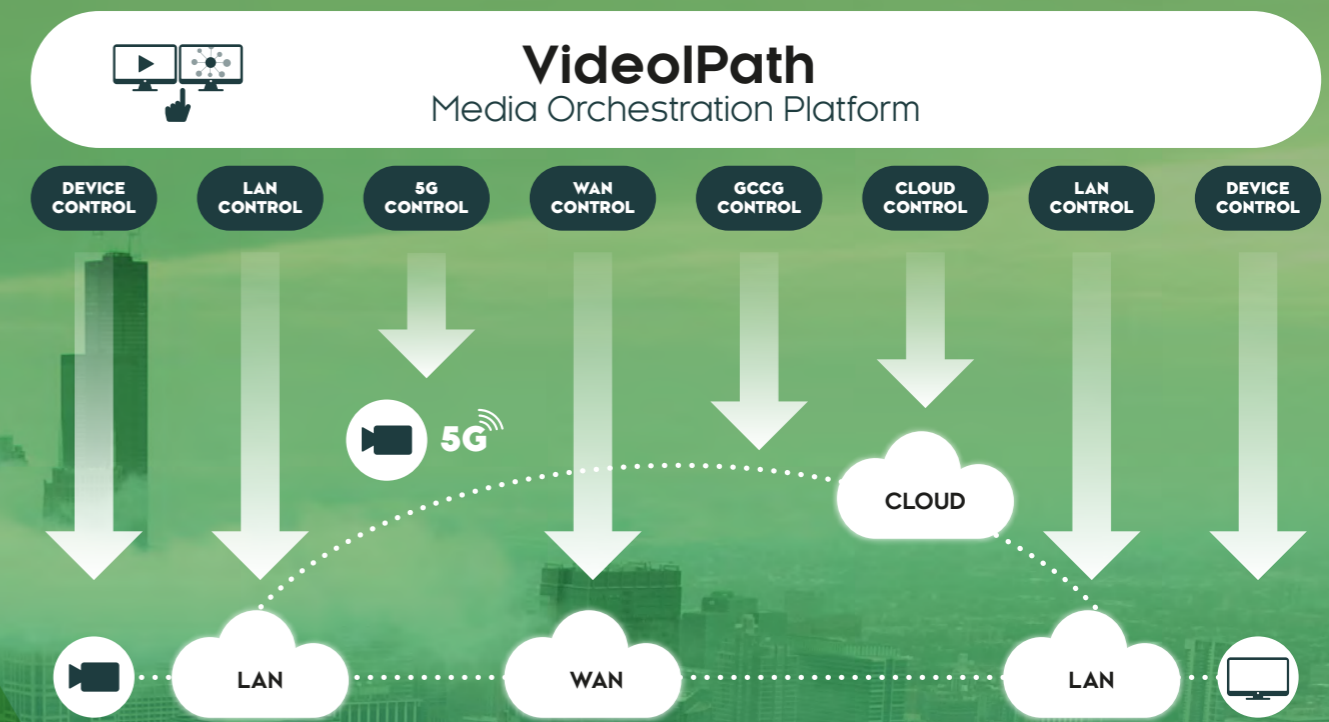 VideoIPath
Media Orchestration Platform
DEVICE
CONTROL
LAN
CONTROL
5G
CONTROL
WAN
CONTROL
GCCG
CONTROL
CLOUD
CONTROL
LAN
CONTROL
DEVICE
CONTROL
5G
CLOUD
LAN
WAN
LAN